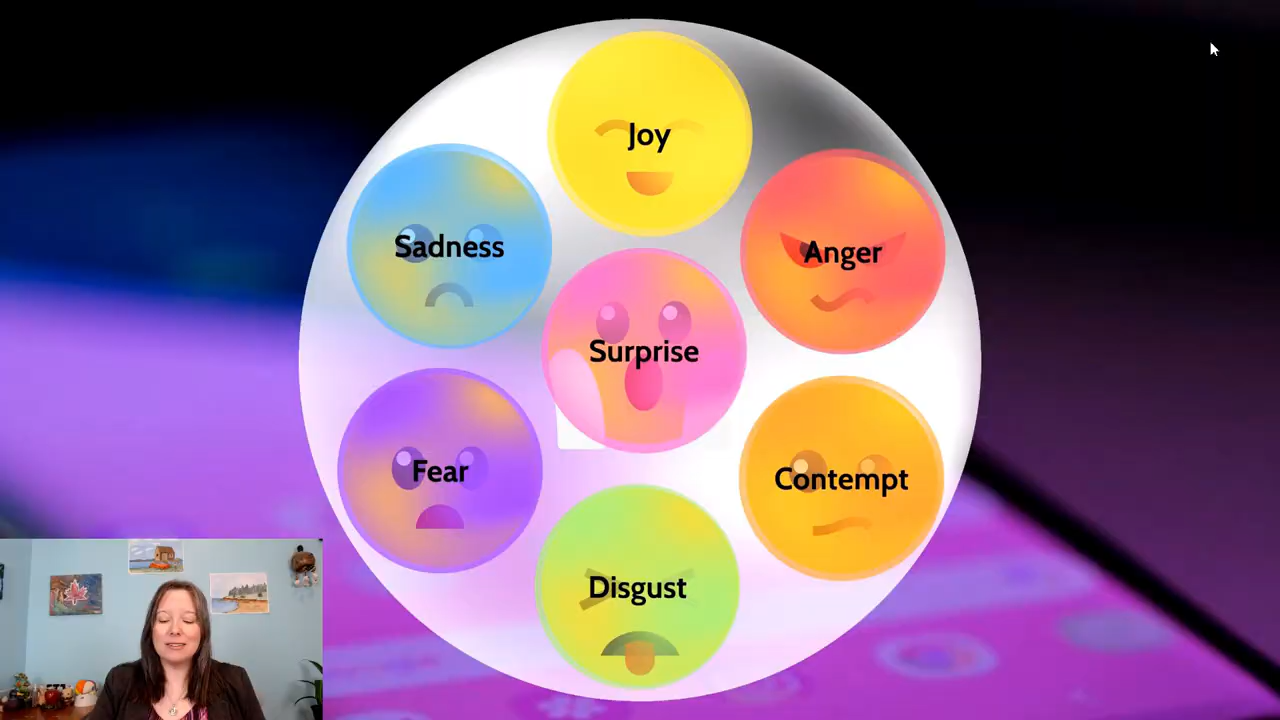 Joy
Sadness
Anger
Surprise
Fear
Contempt
Disgust